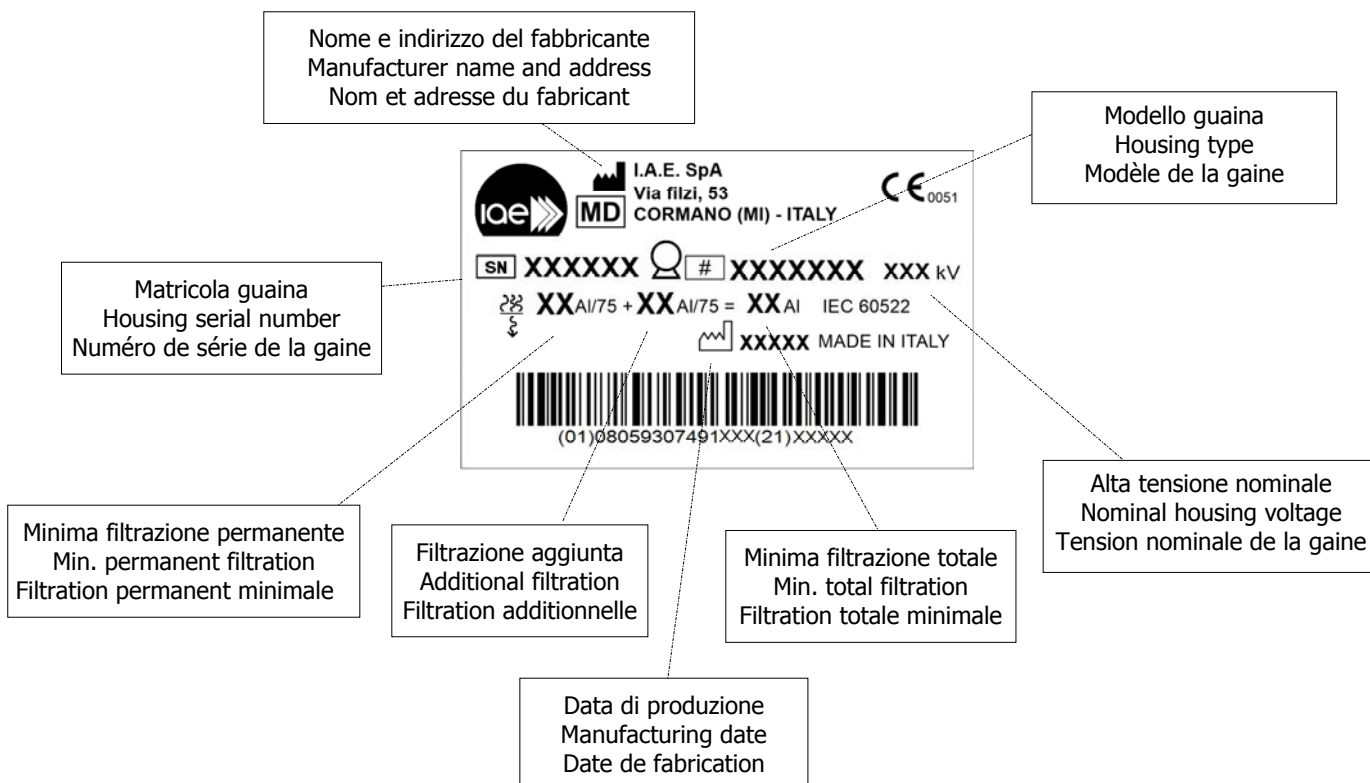 Nome e indirizzo del fabbricante
Manufacturer name and address
Nom et adresse du fabricant
Modello guaina
Housing type
Modèle de la gaine
iae
I.A.E. SpA
Via filzi, 53
MD CORMANO (MI) - ITALY
CE 0051
SN XXXXXX # XXXXXXX XXX kV
XX Al/75 + XX Al/75 = XX Al IEC 60522
XXXXX MADE IN ITALY
(01)08059307491XXX(21)XXXXX
Matricola guaina
Housing serial number
Numéro de série de la gaine
Alta tensione nominale
Nominal housing voltage
Tension nominale de la gaine
Minima filtrazione permanente
Min. permanent filtration
Filtration permanent minimale
Filtrazione aggiunta
Additional filtration
Filtration additionnelle
Minima filtrazione totale
Min. total filtration
Filtration totale minimale
Data di produzione
Manufacturing date
Date de fabrication